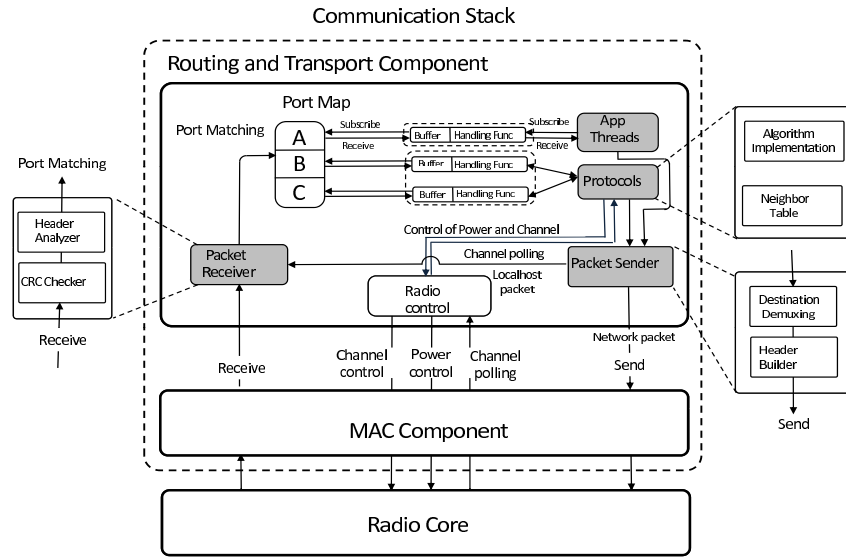 Communication Stack
Routing and Transport Component
Port Map
Port Matching
A
B
C
Subscribe
Receive
Buffer
Handling Func
Buffer
Handling Func
Buffer
Handling Func
Subscribe
Receive
App
Threads
Protocols
Control of Power and Channel
Channel polling
Localhost
packet
Packet
Receiver
Packet Sender
Radio
control
Port Matching
Header
Analyzer
CRC Checker
Receive
Algorithm
Implementation
Neighbor
Table
Destination
Demuxing
Header
Builder
Send
Receive
Channel
control
Power
control
Channel
polling
Network packet
Send
MAC Component
Radio Core